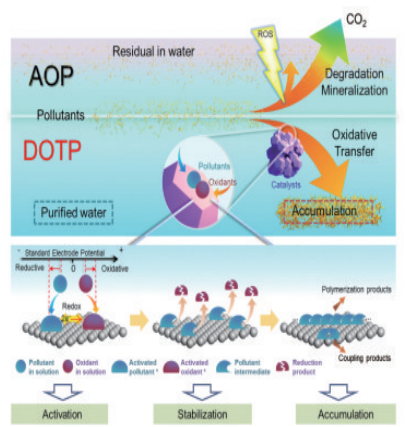 CO2
ROS
Residual in water
AOP
Degradation
Mineralization
Pollutants
DOTP
Oxidative
Transfer
Pollutants
Oxidants
Catalysts
Purified water
Accumulation
- Standard Electrode Potential +
Reductive 0 Oxidative
Redox
2e-
Polymerization products
Coupling products
Pollutant in solution
Oxidant in solution
Activated pollutant *
Activated oxidant *
Pollutant intermediate
Reduction product
Activation
Stabilization
Accumulation